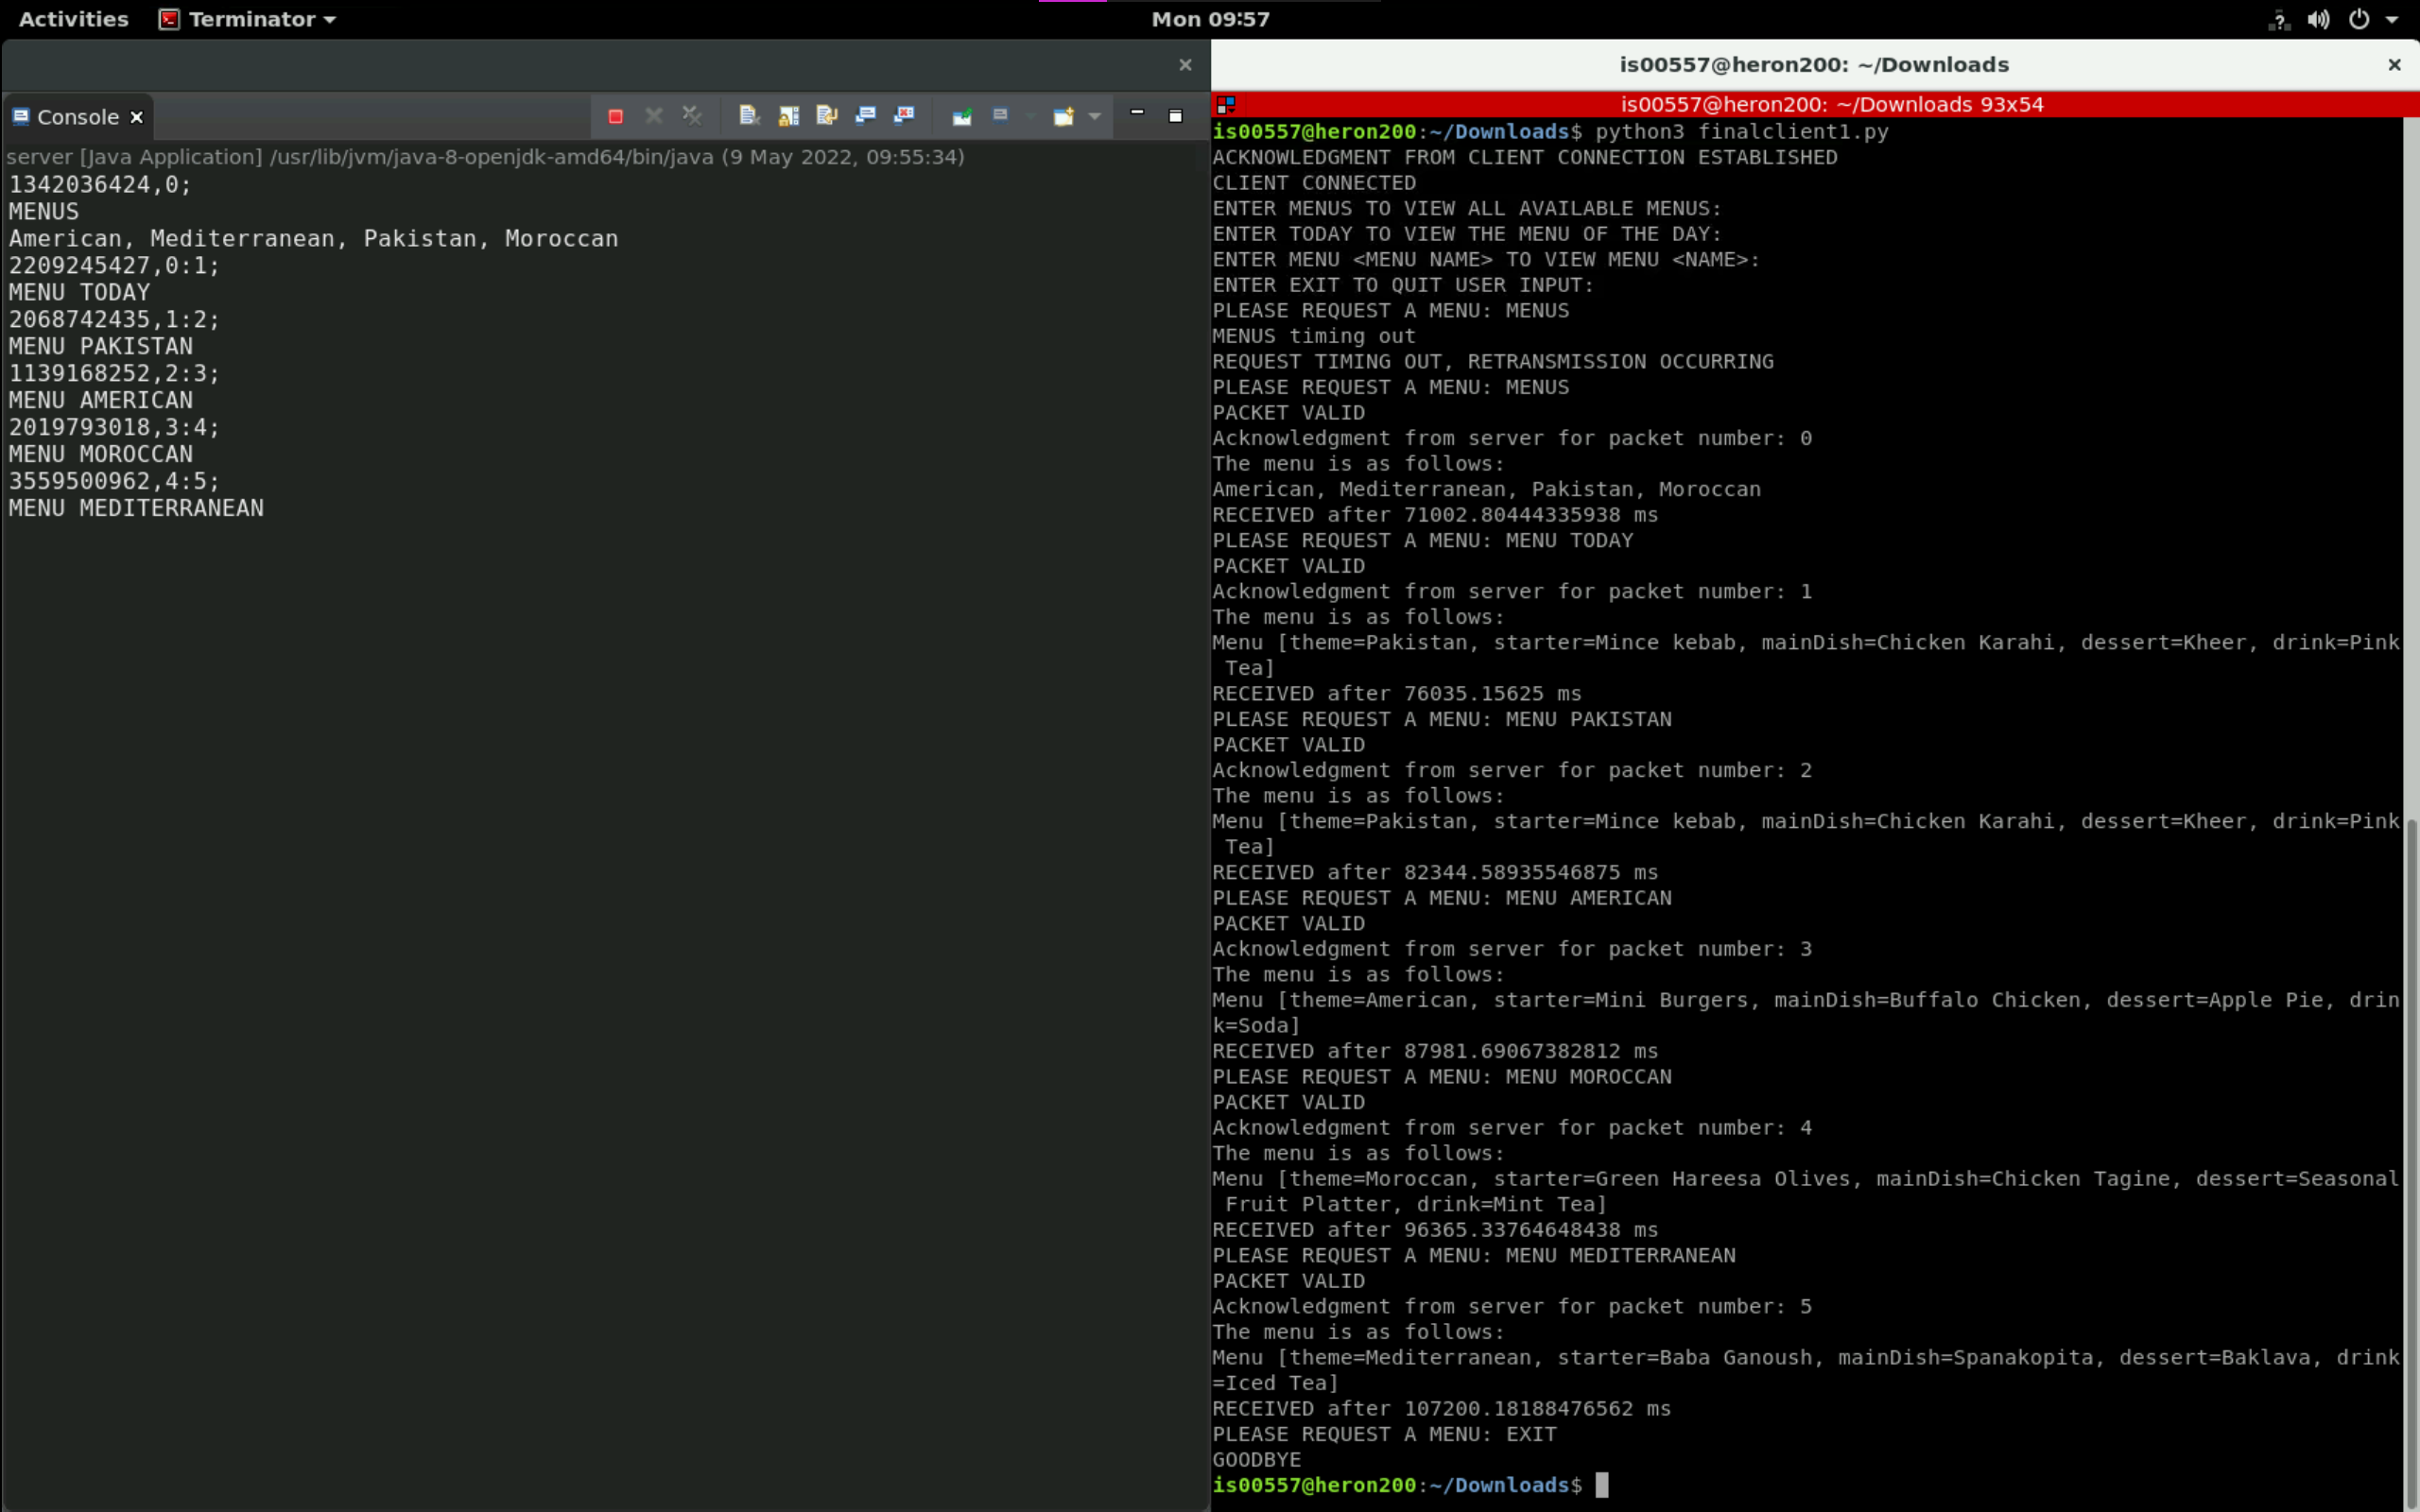 Activities Terminator Mon 09:57
Console
server [Java Application] /usr/lib/jvm/java-8-openjdk-amd64/bin/java (9 May 2022, 09:55:34)
1342036424,0;
MENUS
American, Mediterranean, Pakistan, Moroccan
2209245427,0:1;
MENU TODAY
2068742435,1:2;
MENU PAKISTAN
1139168252,2:3;
MENU AMERICAN
2019793018,3:4;
MENU MOROCCAN
3559500962,4:5;
MENU MEDITERRANEAN
is00557@heron200: ~/Downloads
is00557@heron200: ~/Downloads 93x54
is00557@heron200:~/Downloads$ python3 finalclient1.py
ACKNOWLEDGMENT FROM CLIENT CONNECTION ESTABLISHED
CLIENT CONNECTED
ENTER MENUS TO VIEW ALL AVAILABLE MENUS:
ENTER TODAY TO VIEW THE MENU OF THE DAY:
ENTER MENU <MENU NAME> TO VIEW MENU <NAME>:
ENTER EXIT TO QUIT USER INPUT:
PLEASE REQUEST A MENU: MENUS
MENUS timing out
REQUEST TIMING OUT, RETRANSMISSION OCCURRING
PLEASE REQUEST A MENU: MENUS
PACKET VALID
Acknowledgment from server for packet number: 0
The menu is as follows:
American, Mediterranean, Pakistan, Moroccan
RECEIVED after 71002.80444335938 ms
PLEASE REQUEST A MENU: MENU TODAY
PACKET VALID
Acknowledgment from server for packet number: 1
The menu is as follows:
Menu [theme=Pakistan, starter=Mince kebab, mainDish=Chicken Karahi, dessert=Kheer, drink=Pink
 Tea]
RECEIVED after 76035.15625 ms
PLEASE REQUEST A MENU: MENU PAKISTAN
PACKET VALID
Acknowledgment from server for packet number: 2
The menu is as follows:
Menu [theme=Pakistan, starter=Mince kebab, mainDish=Chicken Karahi, dessert=Kheer, drink=Pink
 Tea]
RECEIVED after 82344.58935546875 ms
PLEASE REQUEST A MENU: MENU AMERICAN
PACKET VALID
Acknowledgment from server for packet number: 3
The menu is as follows:
Menu [theme=American, starter=Mini Burgers, mainDish=Buffalo Chicken, dessert=Apple Pie, drin
k=Soda]
RECEIVED after 87981.69067382812 ms
PLEASE REQUEST A MENU: MENU MOROCCAN
PACKET VALID
Acknowledgment from server for packet number: 4
The menu is as follows:
Menu [theme=Moroccan, starter=Green Hareesa Olives, mainDish=Chicken Tagine, dessert=Seasonal
 Fruit Platter, drink=Mint Tea]
RECEIVED after 96365.33764648438 ms
PLEASE REQUEST A MENU: MENU MEDITERRANEAN
PACKET VALID
Acknowledgment from server for packet number: 5
The menu is as follows:
Menu [theme=Mediterranean, starter=Baba Ganoush, mainDish=Spanakopita, dessert=Baklava, drink
=Iced Tea]
RECEIVED after 107200.18188476562 ms
PLEASE REQUEST A MENU: EXIT
GOODBYE
is00557@heron200:~/Downloads$